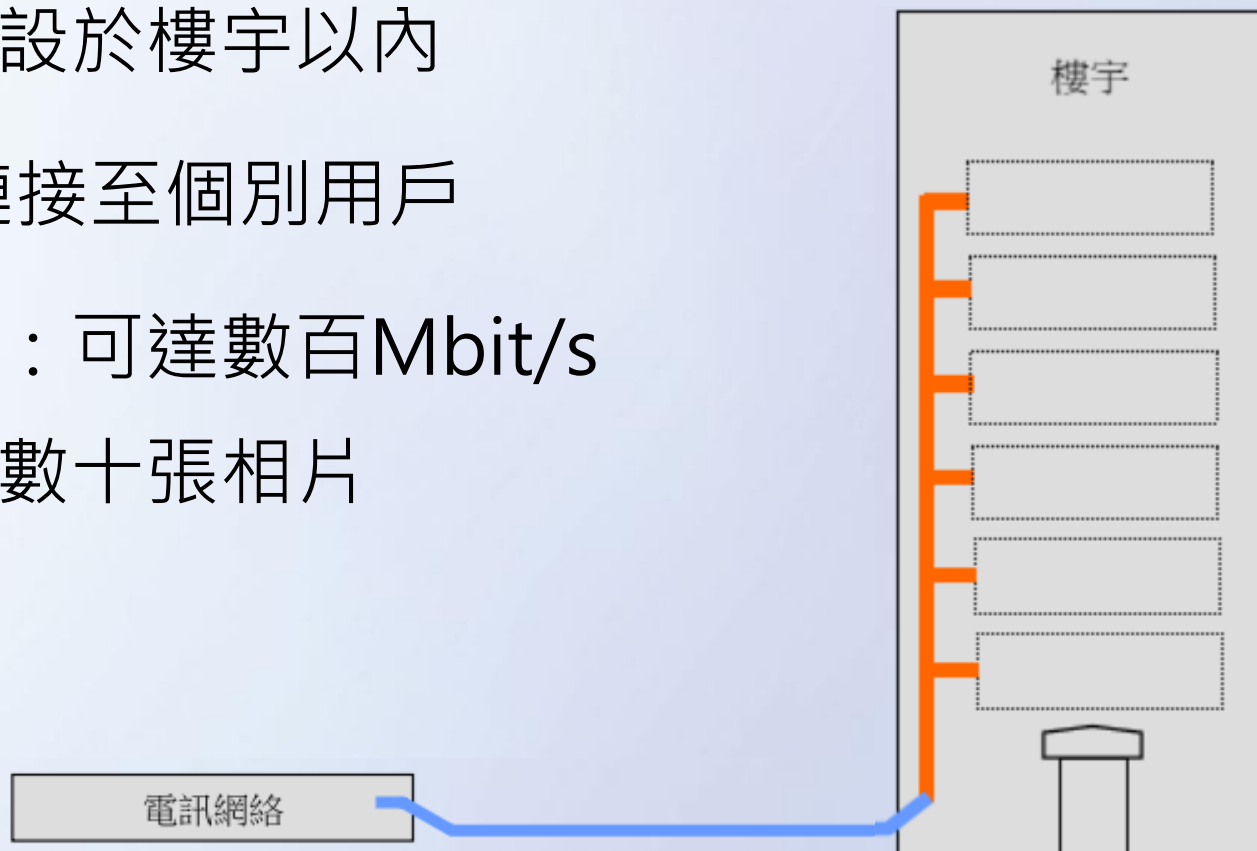 設於樓宇以內
連接至個別用戶
：可達數百Mbit/s
數十張相片
樓宇
電訊網絡